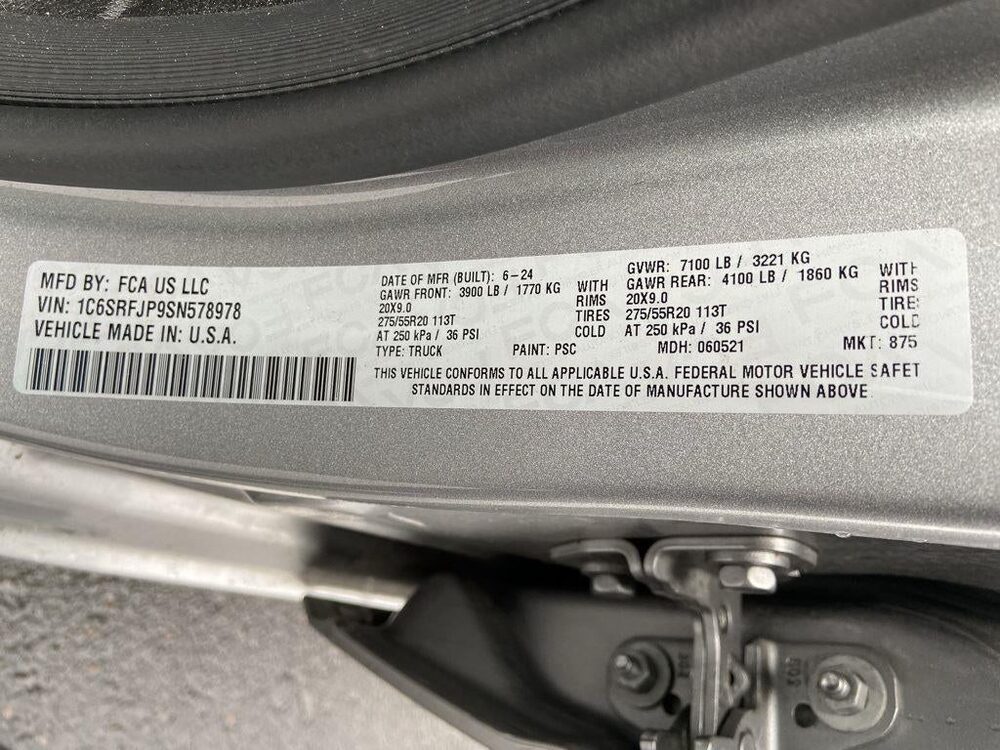 MFD BY: FCA US LLC
VIN: 1C6SRFJP9SN578978
VEHICLE MADE IN: U.S.A.
DATE OF MFR (BUILT): 6-24
GAWR FRONT: 3900 LB / 1770 KG WITH
20X9.0 RIMS
275/55R20 113T TIRES
AT 250 kPa / 36 PSI COLD
GVWR: 7100 LB / 3221 KG
GAWR REAR: 4100 LB / 1860 KG WITH
20X9.0 RIMS
275/55R20 113T TIRES
AT 250 kPa / 36 PSI COLD
TYPE: TRUCK PAINT: PSC MDH: 060521 MKT: 875
THIS VEHICLE CONFORMS TO ALL APPLICABLE U.S.A. FEDERAL MOTOR VEHICLE SAFET
STANDARDS IN EFFECT ON THE DATE OF MANUFACTURE SHOWN ABOVE